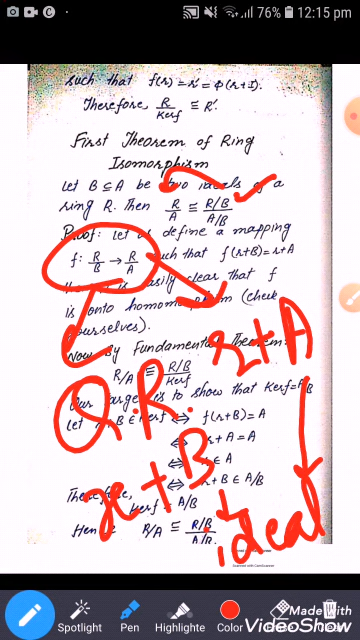 76% 12:15 pm
such that f(r) = r' = φ(r+I).
Therefore, R/Kerf ≅ R'.
First Theorem of Ring
Isomorphism
Let B ⊆ A be two ideals of a
ring R. Then R/A ≅ (R/B)/(A/B)
Proof: Let us define a mapping
f: R/B → R/A such that f(r+B) = r+A
is easily clear that f
is onto homomorphism (check
yourselves).
Now By Fundamental Theorem
R/A ≅ (R/B)/Kerf
Our target is to show that Kerf = A/B
Let B ∈ Kerf ⇔ f(r+B) = A
⇔ r+A = A
⇔ r ∈ A
⇔ r+B ∈ A/B
Therefore,
Kerf = A/B
Hence R/A ≅ (R/B)/(A/B)
r+A
Q.R.
x+B
ideal
Scanned with CamScanner
Spotlight
Pen
Highlighte
Color
Made with
VideoShow